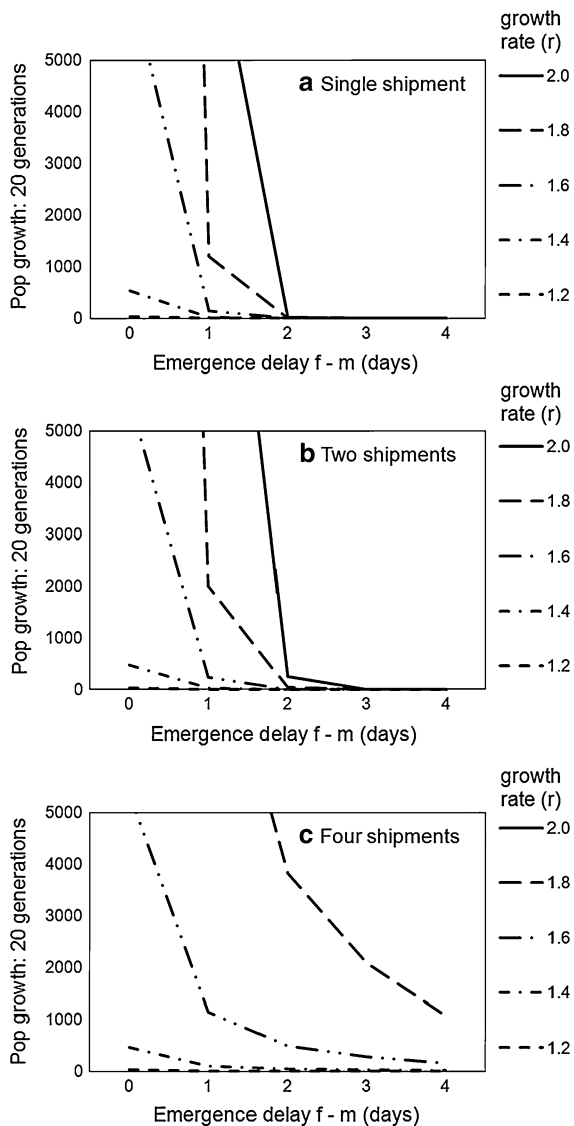 growth
rate (r)
a Single shipment
5000
4000
3000
2000
1000
0
Pop growth: 20 generations
0 1 2 3 4
Emergence delay f - m (days)
2.0
1.8
1.6
1.4
1.2
growth
rate (r)
b Two shipments
5000
4000
3000
2000
1000
0
Pop growth: 20 generations
0 1 2 3 4
Emergence delay f - m (days)
2.0
1.8
1.6
1.4
1.2
growth
rate (r)
c Four shipments
5000
4000
3000
2000
1000
0
Pop growth: 20 generations
0 1 2 3 4
Emergence delay f - m (days)
2.0
1.8
1.6
1.4
1.2